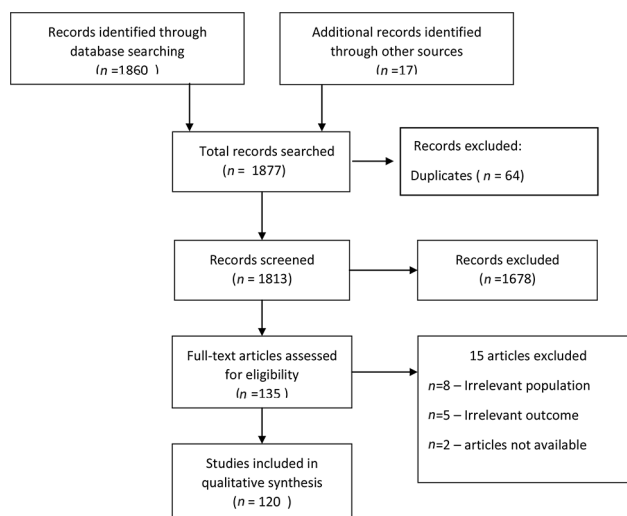 Records identified through
database searching
(n =1860 )
Additional records identified
through other sources
(n =17)
Total records searched
(n = 1877)
Records excluded:
Duplicates ( n = 64)
Records screened
(n = 1813)
Records excluded
(n =1678)
Full-text articles assessed
for eligibility
(n =135)
15 articles excluded
n=8 – Irrelevant population
n=5 – Irrelevant outcome
n=2 – articles not available
Studies included in
qualitative synthesis
(n = 120 )